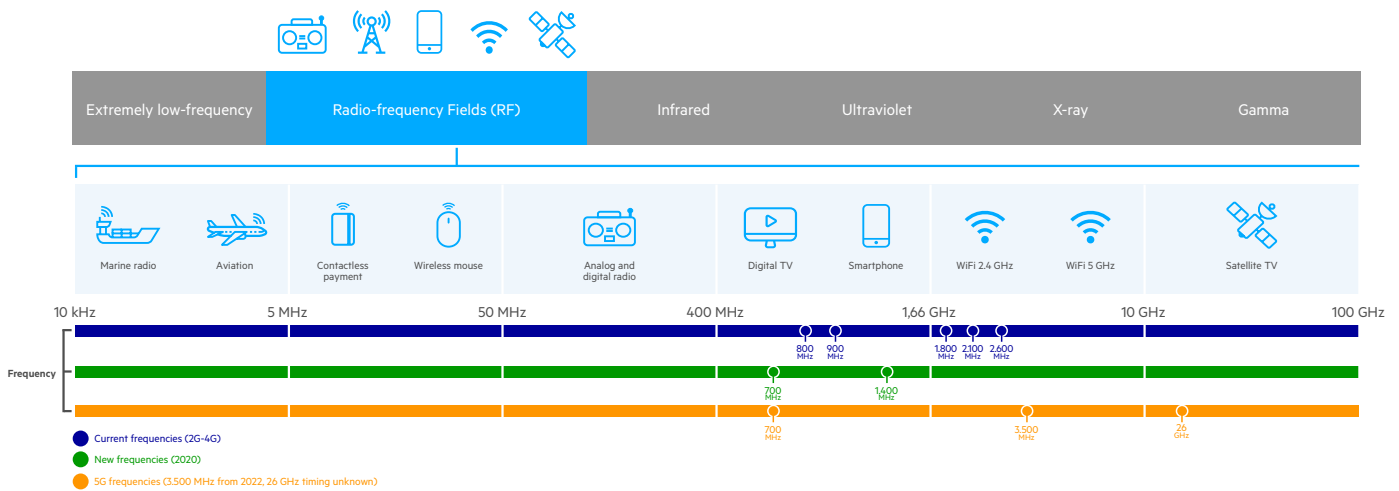 Extremely low-frequency
Radio-frequency Fields (RF)
Infrared
Ultraviolet
X-ray
Gamma
Marine radio
Aviation
Contactless
payment
Wireless mouse
Analog and
digital radio
Digital TV
Smartphone
WiFi 2.4 GHz
WiFi 5 GHz
Satellite TV
10 kHz
5 MHz
50 MHz
400 MHz
1,66 GHz
10 GHz
100 GHz
Frequency
800
MHz
900
MHz
1.800
MHz
2.100
MHz
2.600
MHz
700
MHz
1.400
MHz
700
MHz
3.500
MHz
26
GHz
Current frequencies (2G-4G)
New frequencies (2020)
5G frequencies (3.500 MHz from 2022, 26 GHz timing unknown)